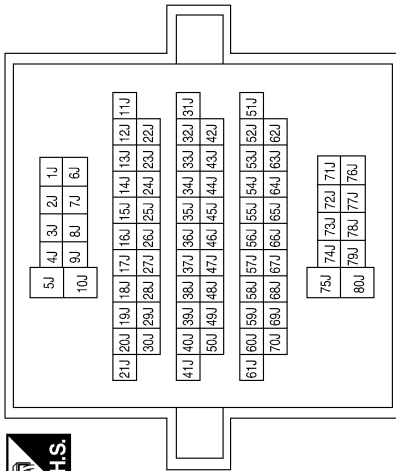 H.S.
5J 4J 3J 2J 1J
10J 9J 8J 7J 6J
21J 20J 19J 18J 17J 16J 15J 14J 13J 12J 11J
30J 29J 28J 27J 26J 25J 24J 23J 22J
41J 40J 39J 38J 37J 36J 35J 34J 33J 32J 31J
50J 49J 48J 47J 46J 45J 44J 43J 42J
61J 60J 59J 58J 57J 56J 55J 54J 53J 52J 51J
70J 69J 68J 67J 66J 65J 64J 63J 62J
75J 74J 73J 72J 71J
80J 79J 78J 77J 76J